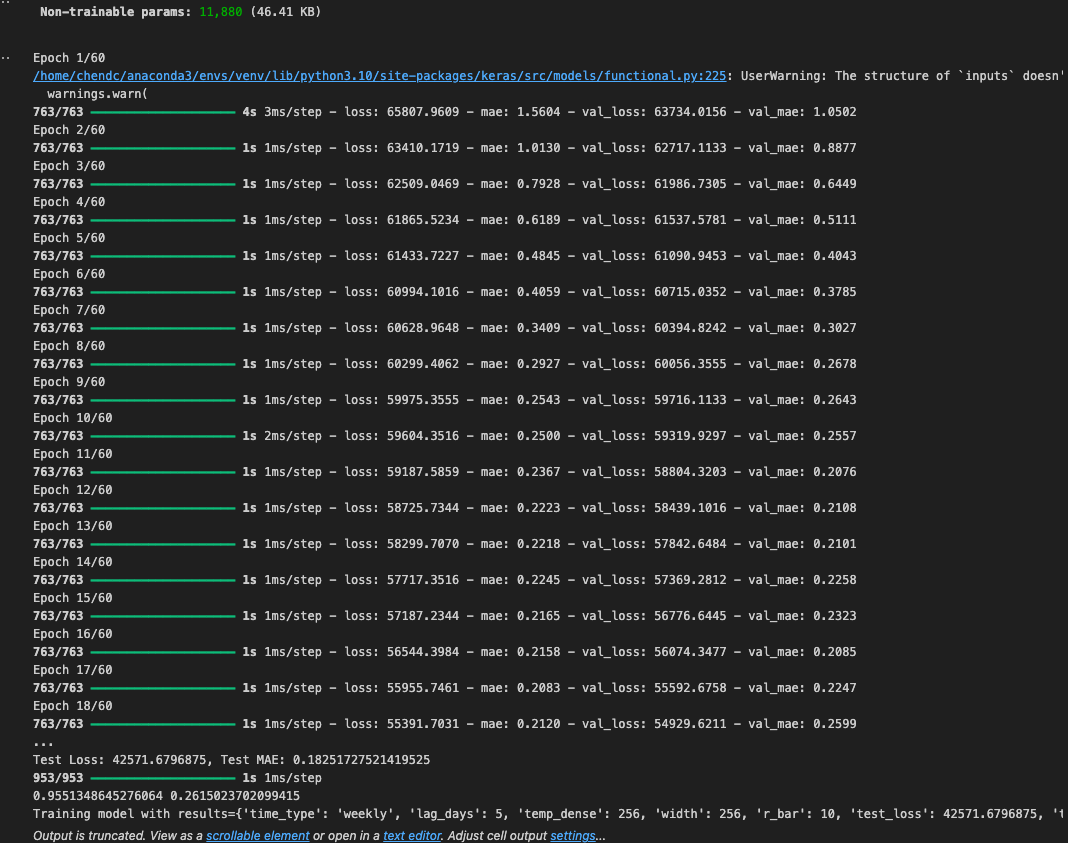 Non-trainable params: 11,880 (46.41 KB)
Epoch 1/60
/home/chendc/anaconda3/envs/venv/lib/python3.10/site-packages/keras/src/models/functional.py:225: UserWarning: The structure of `inputs` doesn'
warnings.warn(
763/763 4s 3ms/step - loss: 65807.9609 - mae: 1.5604 - val_loss: 63734.0156 - val_mae: 1.0502
Epoch 2/60
763/763 1s 1ms/step - loss: 63410.1719 - mae: 1.0130 - val_loss: 62717.1133 - val_mae: 0.8877
Epoch 3/60
763/763 1s 1ms/step - loss: 62509.0469 - mae: 0.7928 - val_loss: 61986.7305 - val_mae: 0.6449
Epoch 4/60
763/763 1s 1ms/step - loss: 61865.5234 - mae: 0.6189 - val_loss: 61537.5781 - val_mae: 0.5111
Epoch 5/60
763/763 1s 1ms/step - loss: 61433.7227 - mae: 0.4845 - val_loss: 61090.9453 - val_mae: 0.4043
Epoch 6/60
763/763 1s 1ms/step - loss: 60994.1016 - mae: 0.4059 - val_loss: 60715.0352 - val_mae: 0.3785
Epoch 7/60
763/763 1s 1ms/step - loss: 60628.9648 - mae: 0.3409 - val_loss: 60394.8242 - val_mae: 0.3027
Epoch 8/60
763/763 1s 1ms/step - loss: 60299.4062 - mae: 0.2927 - val_loss: 60056.3555 - val_mae: 0.2678
Epoch 9/60
763/763 1s 1ms/step - loss: 59975.3555 - mae: 0.2543 - val_loss: 59716.1133 - val_mae: 0.2643
Epoch 10/60
763/763 1s 2ms/step - loss: 59604.3516 - mae: 0.2500 - val_loss: 59319.9297 - val_mae: 0.2557
Epoch 11/60
763/763 1s 1ms/step - loss: 59187.5859 - mae: 0.2367 - val_loss: 58804.3203 - val_mae: 0.2076
Epoch 12/60
763/763 1s 1ms/step - loss: 58725.7344 - mae: 0.2223 - val_loss: 58439.1016 - val_mae: 0.2108
Epoch 13/60
763/763 1s 1ms/step - loss: 58299.7070 - mae: 0.2218 - val_loss: 57842.6484 - val_mae: 0.2101
Epoch 14/60
763/763 1s 1ms/step - loss: 57717.3516 - mae: 0.2245 - val_loss: 57369.2812 - val_mae: 0.2258
Epoch 15/60
763/763 1s 1ms/step - loss: 57187.2344 - mae: 0.2165 - val_loss: 56776.6445 - val_mae: 0.2323
Epoch 16/60
763/763 1s 1ms/step - loss: 56544.3984 - mae: 0.2158 - val_loss: 56074.3477 - val_mae: 0.2085
Epoch 17/60
763/763 1s 1ms/step - loss: 55955.7461 - mae: 0.2083 - val_loss: 55592.6758 - val_mae: 0.2247
Epoch 18/60
763/763 1s 1ms/step - loss: 55391.7031 - mae: 0.2120 - val_loss: 54929.6211 - val_mae: 0.2599
...
Test Loss: 42571.6796875, Test MAE: 0.18251727521419525
953/953 1s 1ms/step
0.9551348645276064 0.2615023702099415
Training model with results={'time_type': 'weekly', 'lag_days': 5, 'temp_dense': 256, 'width': 256, 'r_bar': 10, 'test_loss': 42571.6796875, 't
Output is truncated. View as a scrollable element or open in a text editor. Adjust cell output settings...